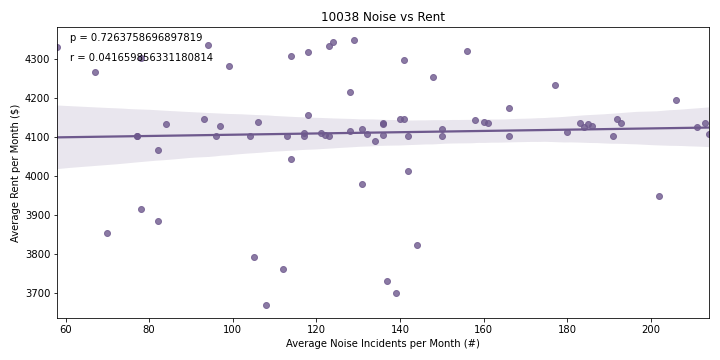 10038 Noise vs Rent
p = 0.7263758696897819
r = 0.041659856331180814
Average Rent per Month ($)
4300
4200
4100
4000
3900
3800
3700
60 80 100 120 140 160 180 200
Average Noise Incidents per Month (#)